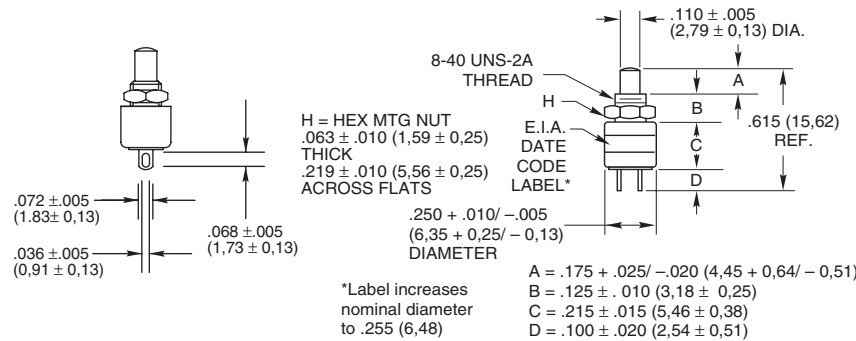 .110 ± .005
(2,79 ± 0,13) DIA.
8-40 UNS-2A
THREAD
H
E.I.A.
DATE
CODE
LABEL*
A
B
C
D
.615 (15,62)
REF.
H = HEX MTG NUT
.063 ± .010 (1,59 ± 0,25)
THICK
.219 ± .010 (5,56 ± 0,25)
ACROSS FLATS
.072 ±.005
(1.83± 0,13)
.036 ±.005
(0,91 ± 0,13)
.068 ±.005
(1,73 ± 0,13)
.250 + .010/ –.005
(6,35 + 0,25/ – 0,13)
DIAMETER
*Label increases
nominal diameter
to .255 (6,48)
A = .175 + .025/ –.020 (4,45 + 0,64/ – 0,51)
B = .125 ± . 010 (3,18 ± 0,25)
C = .215 ± .015 (5,46 ± 0,38)
D = .100 ± .020 (2,54 ± 0,51)